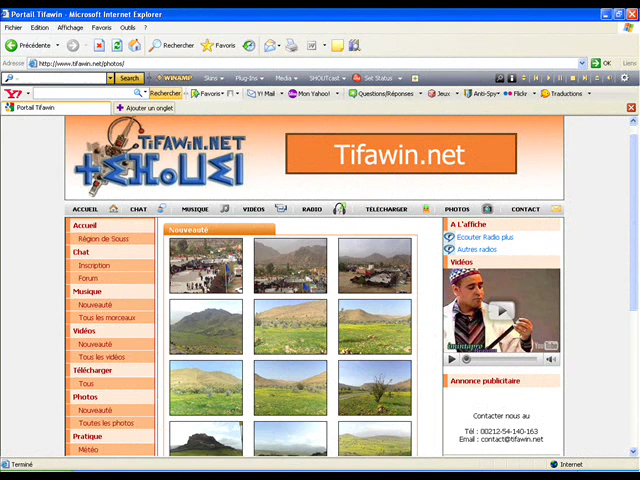 Portail Tifawin - Microsoft Internet Explorer
Fichier Edition Affichage Favoris Outils ?
Précédente Rechercher Favoris
Adresse http://www.tifawin.net/photos/ OK Liens
Search WINAMP Skins Plug-Ins Media SHOUTcast Set Status
Y! Rechercher Favoris Y! Mail Mon Yahoo! Questions/Réponses Jeux Anti-Spy Flickr Traductions
Portail Tifawin Ajouter un onglet
TiFAWiN.NET
ⵜⵉⴼⴰⵡⵉⵏ
Tifawin.net
ACCUEIL CHAT MUSIQUE VIDÉOS RADIO TÉLÉCHARGER PHOTOS CONTACT
Accueil
Région de Souss
Chat
Inscription
Forum
Musique
Nouveauté
Tous les morceaux
Vidéos
Nouveauté
Tous les vidéos
Télécharger
Tous
Photos
Nouveauté
Toutes les photos
Pratique
Météo
Nouveauté
A L'affiche
Ecouter Radio plus
Autres radios
Vidéos
YouTube
Annonce publicitaire
Contacter nous au
Tél : 00212-54-140-163
Email : contact@tifawin.net
Terminé Internet